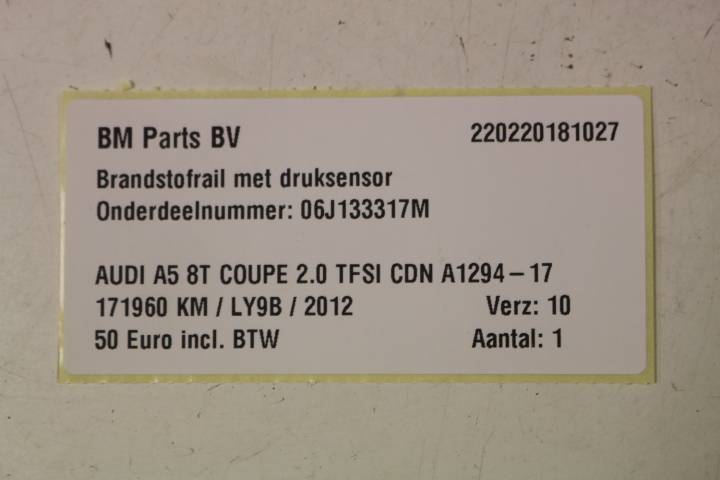 BM Parts BV 220220181027
Brandstofrail met druksensor
Onderdeelnummer: 06J133317M
AUDI A5 8T COUPE 2.0 TFSI CDN A1294-17
171960 KM / LY9B / 2012 Verz: 10
50 Euro incl. BTW Aantal: 1